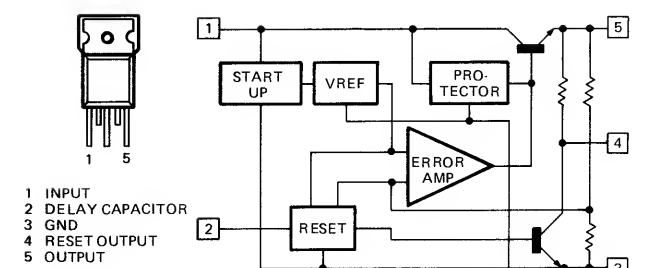 1
5
START
UP
VREF
PRO-
TECTOR
1 5
ERROR
AMP
4
1 INPUT
2 DELAY CAPACITOR
3 GND
4 RESET OUTPUT
5 OUTPUT
2
RESET